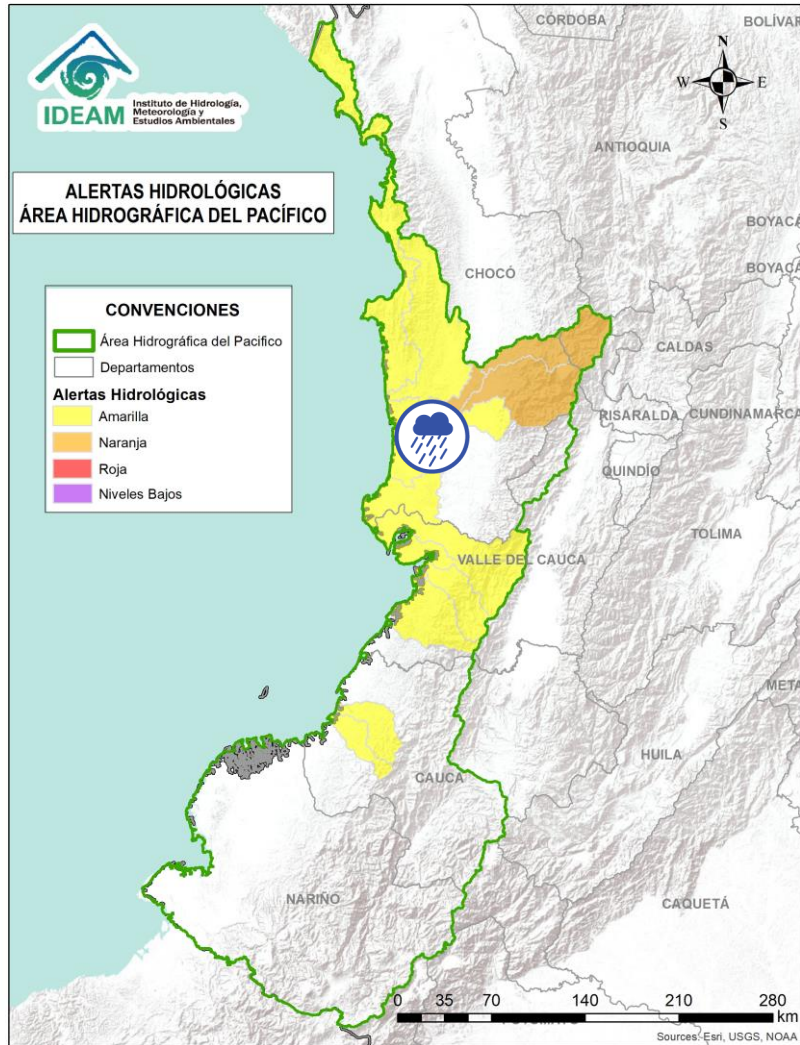 CÓRDOBA
BOLÍVAR
N
W
E
S
IDEAM
Instituto de Hidrología,
Meteorología y
Estudios Ambientales
ANTIOQUIA
ALERTAS HIDROLÓGICAS
ÁREA HIDROGRÁFICA DEL PACÍFICO
BOYACÁ
CHOCÓ
BOYACÁ
CONVENCIONES
Área Hidrográfica del Pacifico
Departamentos
Alertas Hidrológicas
Amarilla
Naranja
Roja
Niveles Bajos
CALDAS
RISARALDA
CUNDINAMARCA
QUINDÍO
TOLIMA
VALLE DEL CAUCA
META
HUILA
CAUCA
NARIÑO
CAQUETÁ
0 35 70 140 210 280
km
Sources: Esri, USGS, NOAA